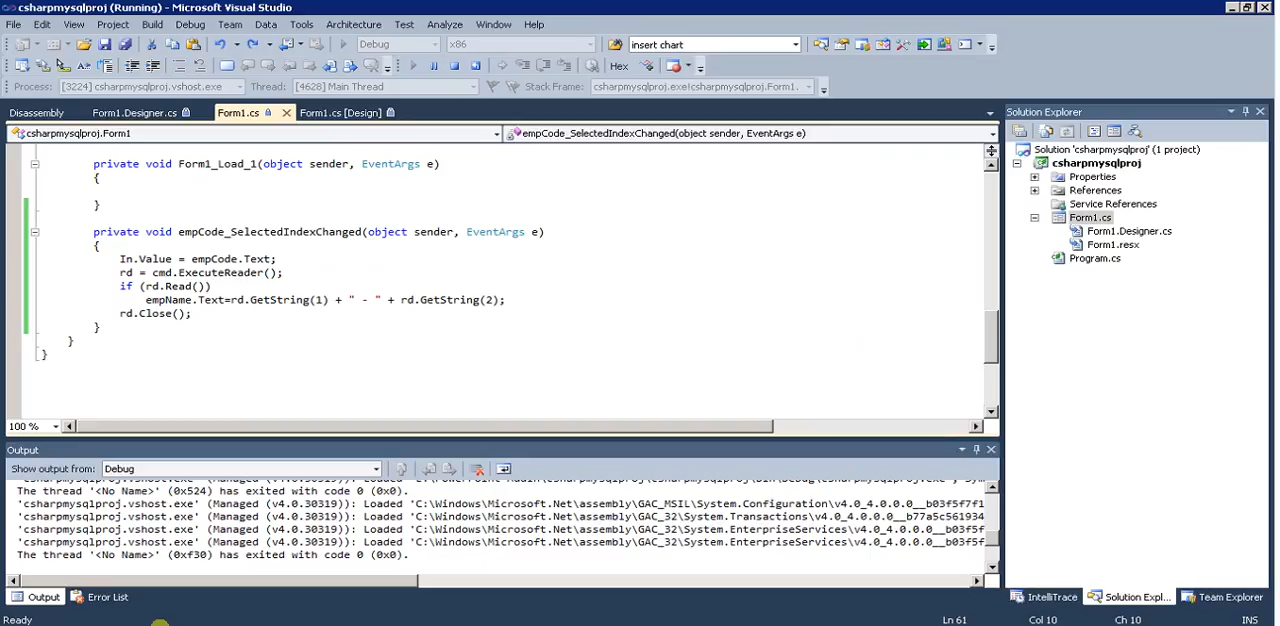 csharpmysqlproj (Running) - Microsoft Visual Studio
File Edit View Project Build Debug Team Data Tools Architecture Test Analyze Window Help
Debug x86 insert chart
Hex
Process: [3224] csharpmysqlproj.vshost.exe Thread: [4628] Main Thread Stack Frame: csharpmysqlproj.exe!csharpmysqlproj.Form1.
Disassembly Form1.Designer.cs Form1.cs Form1.cs [Design]
csharpmysqlproj.Form1 empCode_SelectedIndexChanged(object sender, EventArgs e)
private void Form1_Load_1(object sender, EventArgs e)
{
}
private void empCode_SelectedIndexChanged(object sender, EventArgs e)
{
In.Value = empCode.Text;
rd = cmd.ExecuteReader();
if (rd.Read())
empName.Text=rd.GetString(1) + " - " + rd.GetString(2);
rd.Close();
}
}
}
100 %
Output
Show output from: Debug
The thread '<No Name>' (0x524) has exited with code 0 (0x0).
'csharpmysqlproj.vshost.exe' (Managed (v4.0.30319)): Loaded 'C:\Windows\Microsoft.Net\assembly\GAC_MSIL\System.Configuration\v4.0_4.0.0.0__b03f5f7f1
'csharpmysqlproj.vshost.exe' (Managed (v4.0.30319)): Loaded 'C:\Windows\Microsoft.Net\assembly\GAC_32\System.Transactions\v4.0_4.0.0.0__b77a5c561934
'csharpmysqlproj.vshost.exe' (Managed (v4.0.30319)): Loaded 'C:\Windows\Microsoft.Net\assembly\GAC_32\System.EnterpriseServices\v4.0_4.0.0.0__b03f5f
'csharpmysqlproj.vshost.exe' (Managed (v4.0.30319)): Loaded 'C:\Windows\Microsoft.Net\assembly\GAC_32\System.EnterpriseServices\v4.0_4.0.0.0__b03f5f
The thread '<No Name>' (0xf30) has exited with code 0 (0x0).
Output Error List
Solution Explorer
Solution 'csharpmysqlproj' (1 project)
csharpmysqlproj
Properties
References
Service References
Form1.cs
Form1.Designer.cs
Form1.resx
Program.cs
IntelliTrace Solution Expl... Team Explorer
Ready Ln 61 Col 10 Ch 10 INS